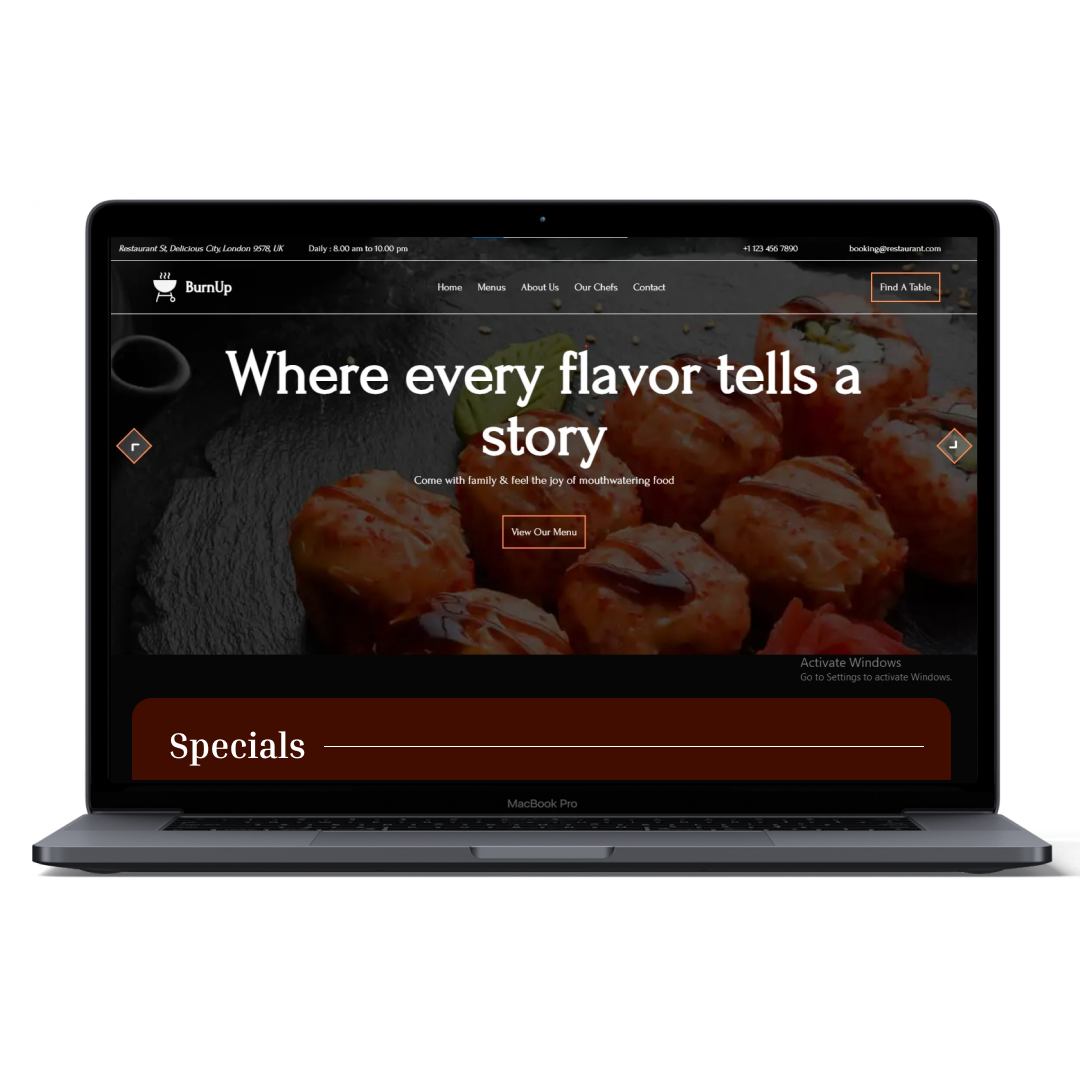 Restaurant St, Delicious City, London 9578, UK
Daily : 8.00 am to 10.00 pm
+1 123 456 7890
booking@restaurant.com
BurnUp
Home
Menus
About Us
Our Chefs
Contact
Find A Table
Where every flavor tells a
story
Come with family & feel the joy of mouthwatering food
View Our Menu
Activate Windows
Go to Settings to activate Windows.
Specials
MacBook Pro